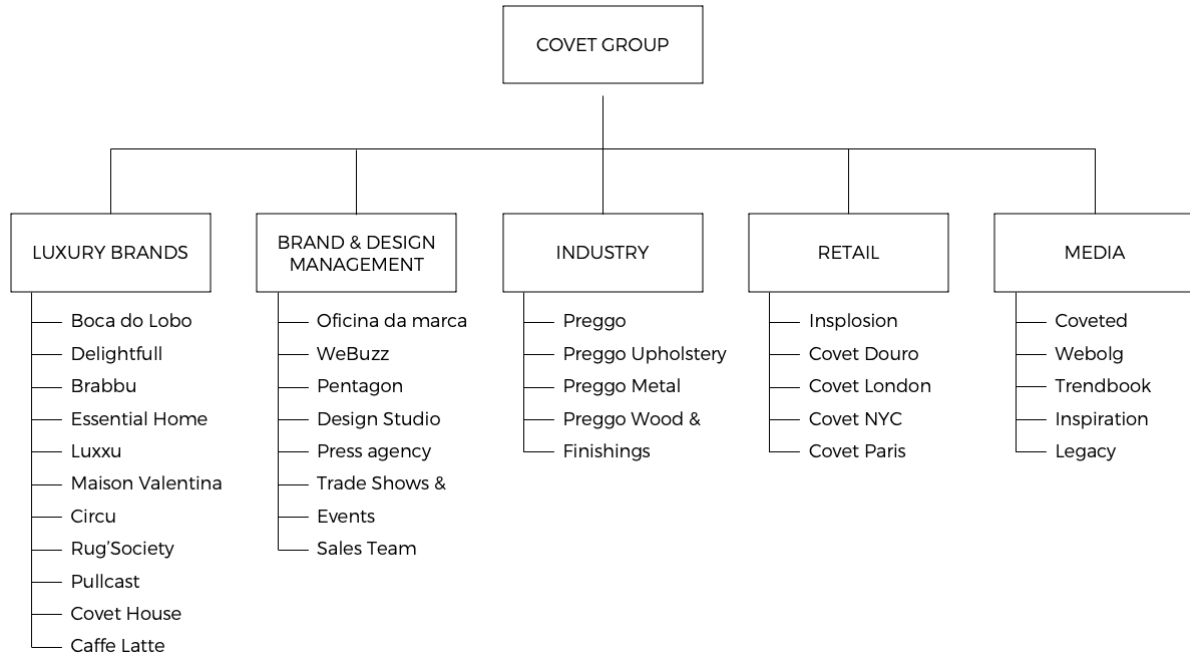 COVET GROUP
LUXURY BRANDS
Boca do Lobo
Delightfull
Brabbu
Essential Home
Luxxu
Maison Valentina
Circu
Rug’Society
Pullcast
Covet House
Caffe Latte
BRAND & DESIGN
MANAGEMENT
Oficina da marca
WeBuzz
Pentagon
Design Studio
Press agency
Trade Shows &
Events
Sales Team
INDUSTRY
Preggo
Preggo Upholstery
Preggo Metal
Preggo Wood &
Finishings
RETAIL
Insplosion
Covet Douro
Covet London
Covet NYC
Covet Paris
MEDIA
Coveted
Webolg
Trendbook
Inspiration
Legacy